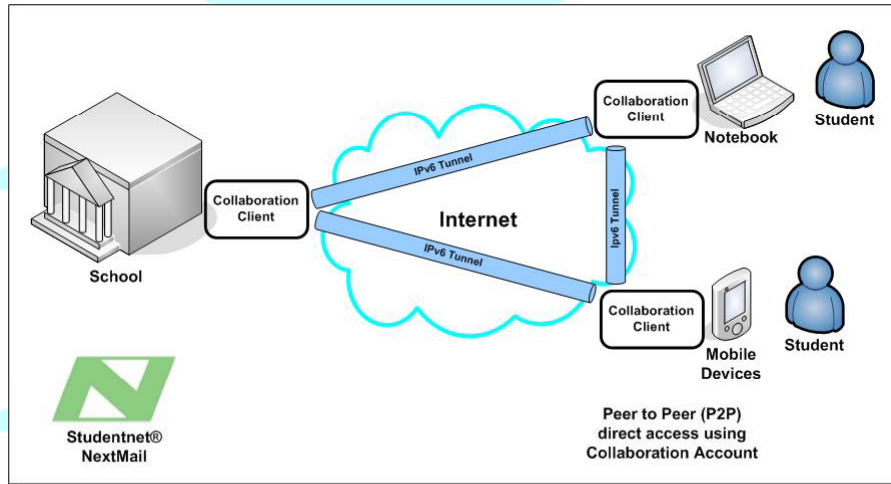 Collaboration
Client
Notebook
Student
IPv6 Tunnel
Collaboration
Client
Internet
Ipv6 Tunnel
IPv6 Tunnel
School
Collaboration
Client
Mobile
Devices
Student
Studentnet®
NextMail
Peer to Peer (P2P)
direct access using
Collaboration Account